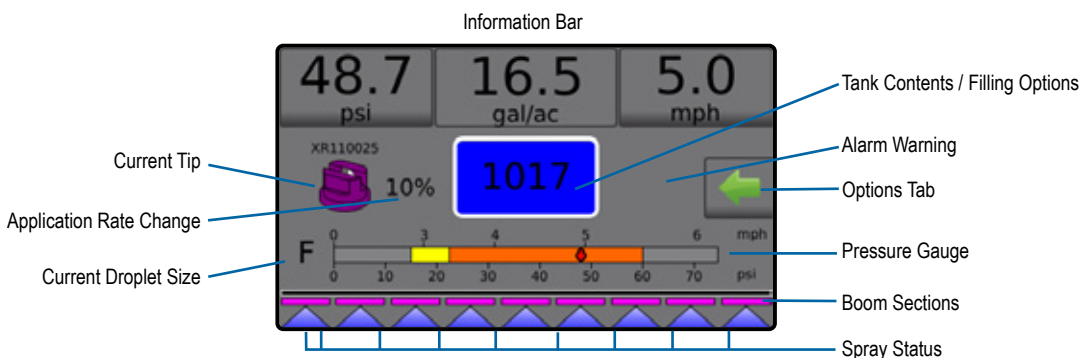 Information Bar
48.7
psi
16.5
gal/ac
5.0
mph
Tank Contents / Filling Options
Alarm Warning
Options Tab
Current Tip
XR110025
10%
1017
Application Rate Change
0 3 4 5 6 mph
F
0 10 20 30 40 50 60 70 psi
Pressure Gauge
Current Droplet Size
Boom Sections
Spray Status